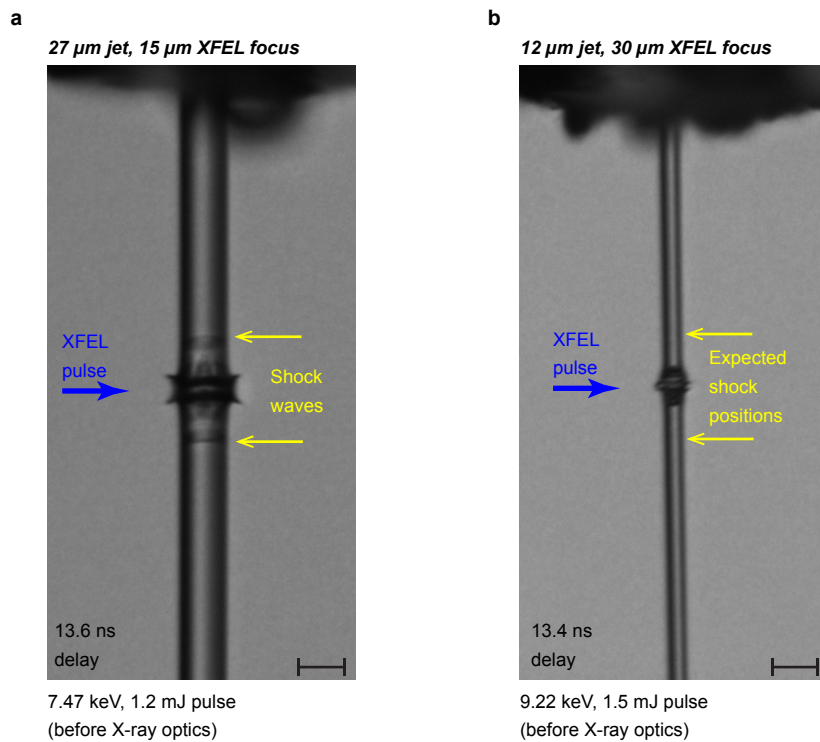 a
27 µm jet, 15 µm XFEL focus
XFEL
pulse
Shock
waves
13.6 ns
delay
7.47 keV, 1.2 mJ pulse
(before X-ray optics)
b
12 µm jet, 30 µm XFEL focus
XFEL
pulse
Expected
shock
positions
13.4 ns
delay
9.22 keV, 1.5 mJ pulse
(before X-ray optics)